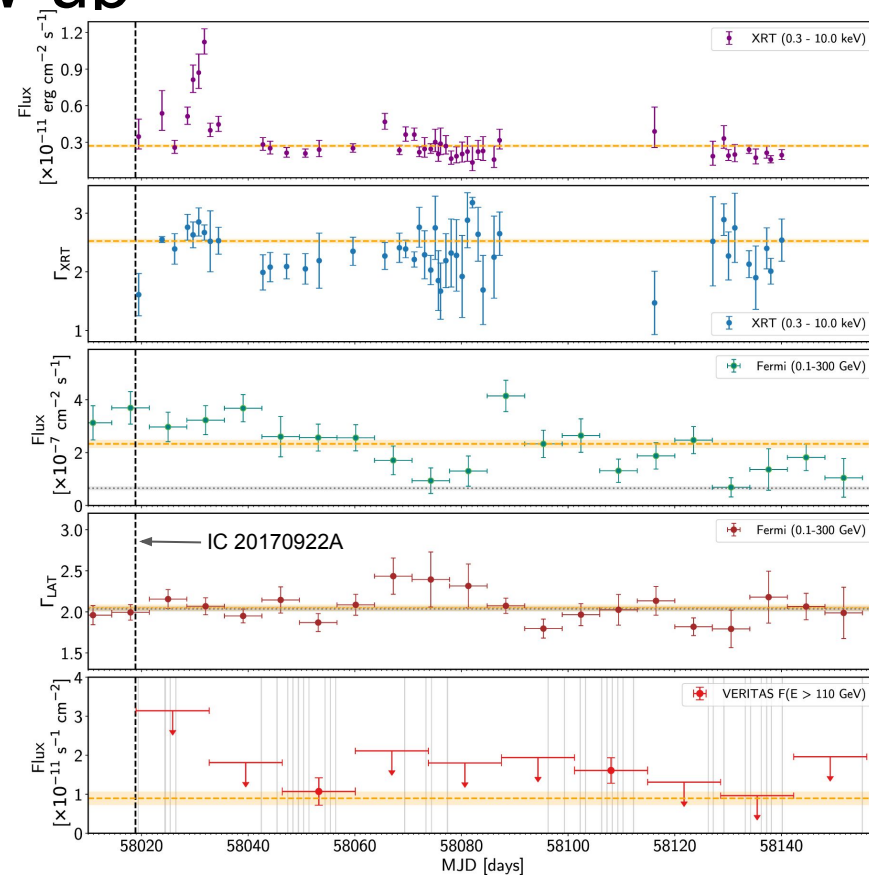 1.2
0.9
0.6
0.3
Flux
[×10⁻¹¹ erg cm⁻² s⁻¹]
XRT (0.3 - 10.0 keV)
3
2
1
Γ_XRT
XRT (0.3 - 10.0 keV)
4
2
0
Flux
[×10⁻⁷ cm⁻² s⁻¹]
Fermi (0.1-300 GeV)
3.0
2.5
2.0
1.5
Γ_LAT
IC 20170922A
Fermi (0.1-300 GeV)
4
3
2
1
0
Flux
[×10⁻¹¹ s⁻¹ cm⁻²]
VERITAS F(E > 110 GeV)
58020 58040 58060 58080 58100 58120 58140
MJD [days]